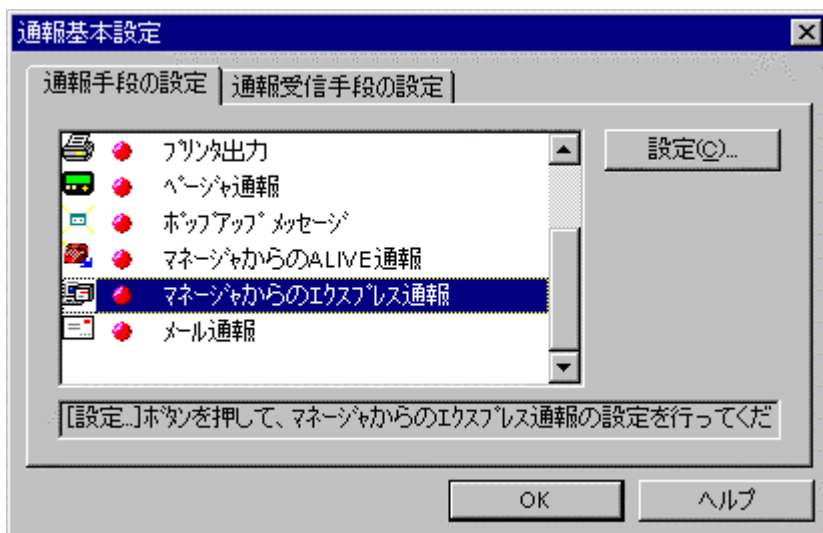 通報基本設定
通報手段の設定
通報受信手段の設定
ﾌﾟﾘﾝﾀ出力
ﾍﾟｰｼﾞｬ通報
ﾎﾟｯﾌﾟｱｯﾌﾟ ﾒｯｾｰｼﾞ
ﾏﾈｰｼﾞｬからのALIVE通報
ﾏﾈｰｼﾞｬからのｴｸｽﾌﾟﾚｽ通報
ﾒｰﾙ通報
設定(C)...
[設定...]ﾎﾞﾀﾝを押して、ﾏﾈｰｼﾞｬからのｴｸｽﾌﾟﾚｽ通報の設定を行ってくだ
OK
ヘルプ